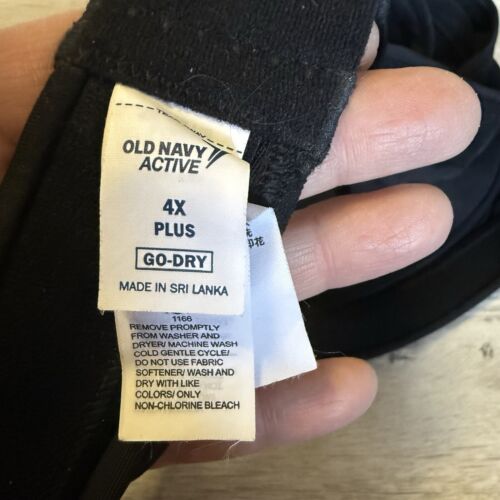 OLD NAVY
ACTIVE
4X
PLUS
GO-DRY
MADE IN SRI LANKA
1166
REMOVE PROMPTLY
FROM WASHER AND
DRYER/ MACHINE WASH
COLD GENTLE CYCLE/
DO NOT USE FABRIC
SOFTENER/ WASH AND
DRY WITH LIKE
COLORS/ ONLY
NON-CHLORINE BLEACH